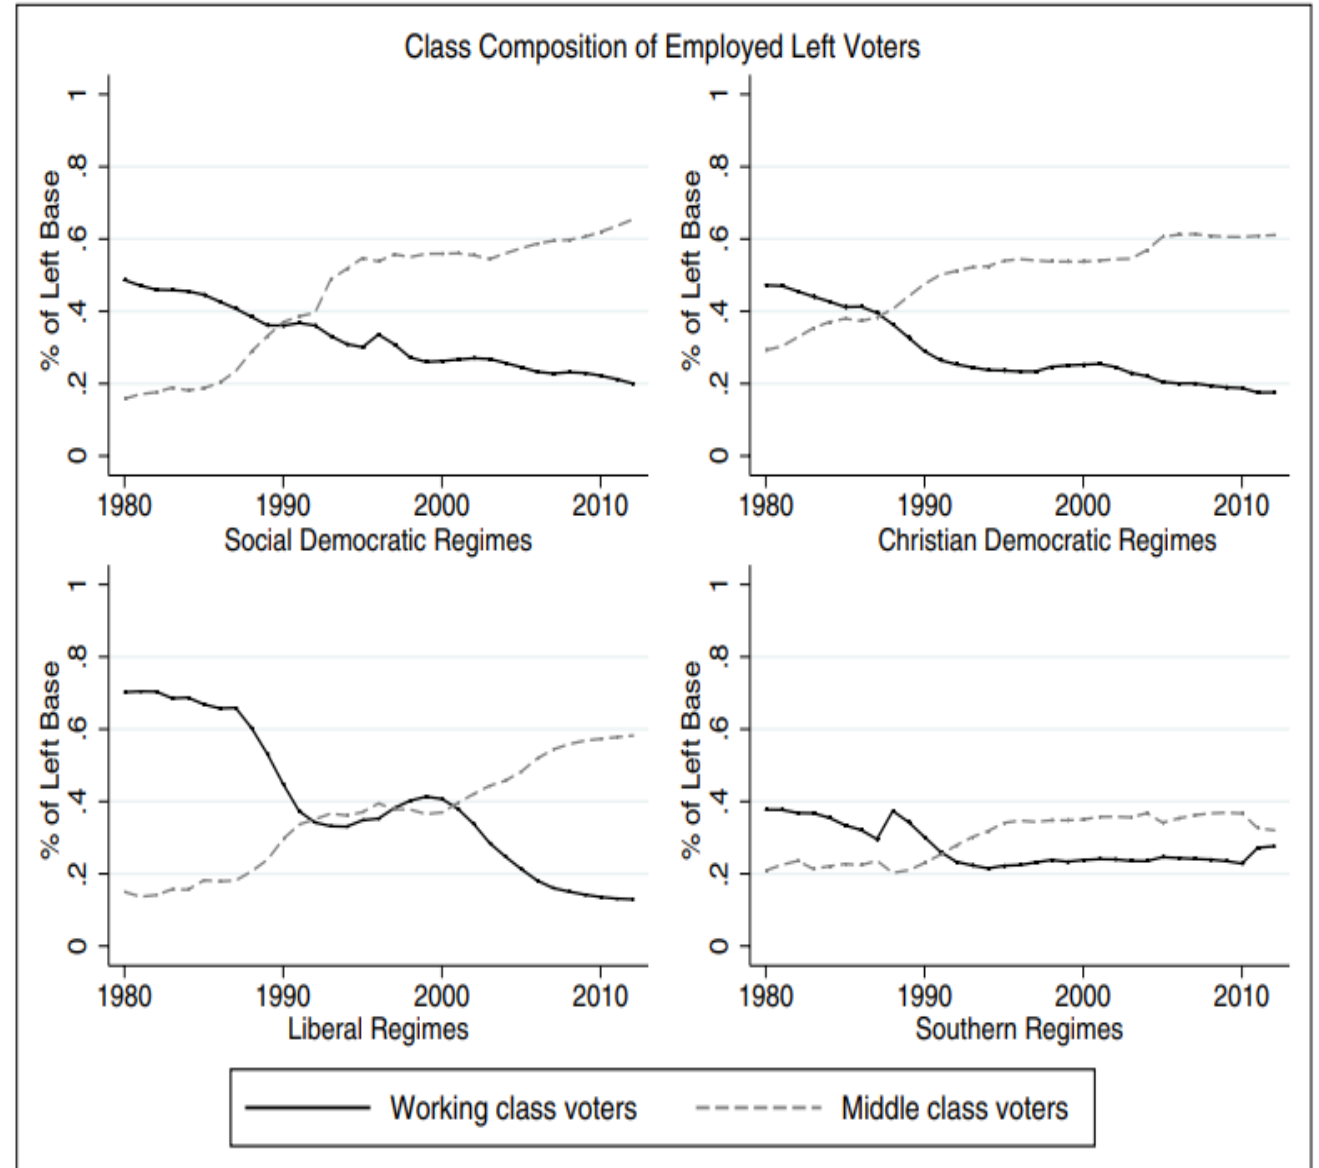 Class Composition of Employed Left Voters
% of Left Base
1
.8
.6
.4
.2
0
1980 1990 2000 2010
Social Democratic Regimes
% of Left Base
1
.8
.6
.4
.2
0
1980 1990 2000 2010
Christian Democratic Regimes
% of Left Base
1
.8
.6
.4
.2
0
1980 1990 2000 2010
Liberal Regimes
% of Left Base
1
.8
.6
.4
.2
0
1980 1990 2000 2010
Southern Regimes
Working class voters Middle class voters